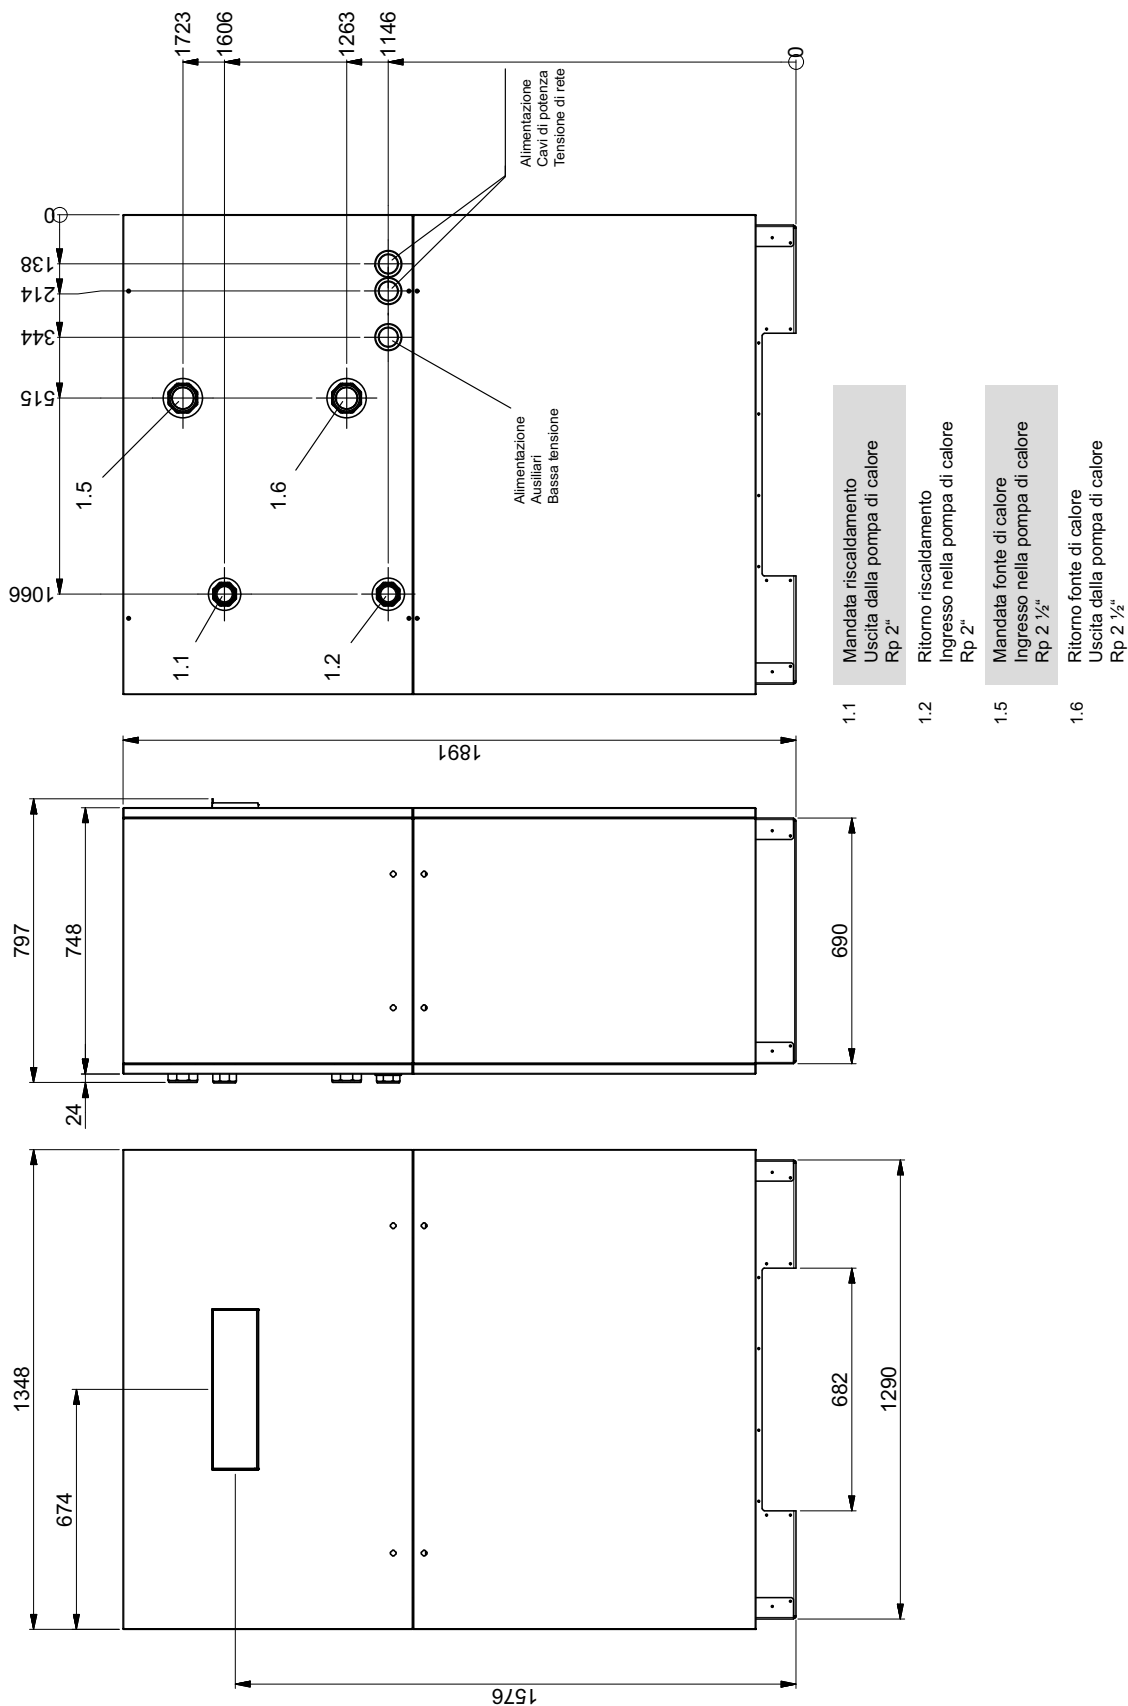 1723
1606
1263
1146
0
0
138
214
344
515
1066
Alimentazione
Cavi di potenza
Tensione di rete
Alimentazione
Ausiliari
Bassa tensione
1.5
1.6
1.1
1.2
1891
797
748
24
690
1348
674
1576
682
1290
1.1 Mandata riscaldamento
Uscita dalla pompa di calore
Rp 2“
1.2 Ritorno riscaldamento
Ingresso nella pompa di calore
Rp 2“
1.5 Mandata fonte di calore
Ingresso nella pompa di calore
Rp 2 ½“
1.6 Ritorno fonte di calore
Uscita dalla pompa di calore
Rp 2 ½“